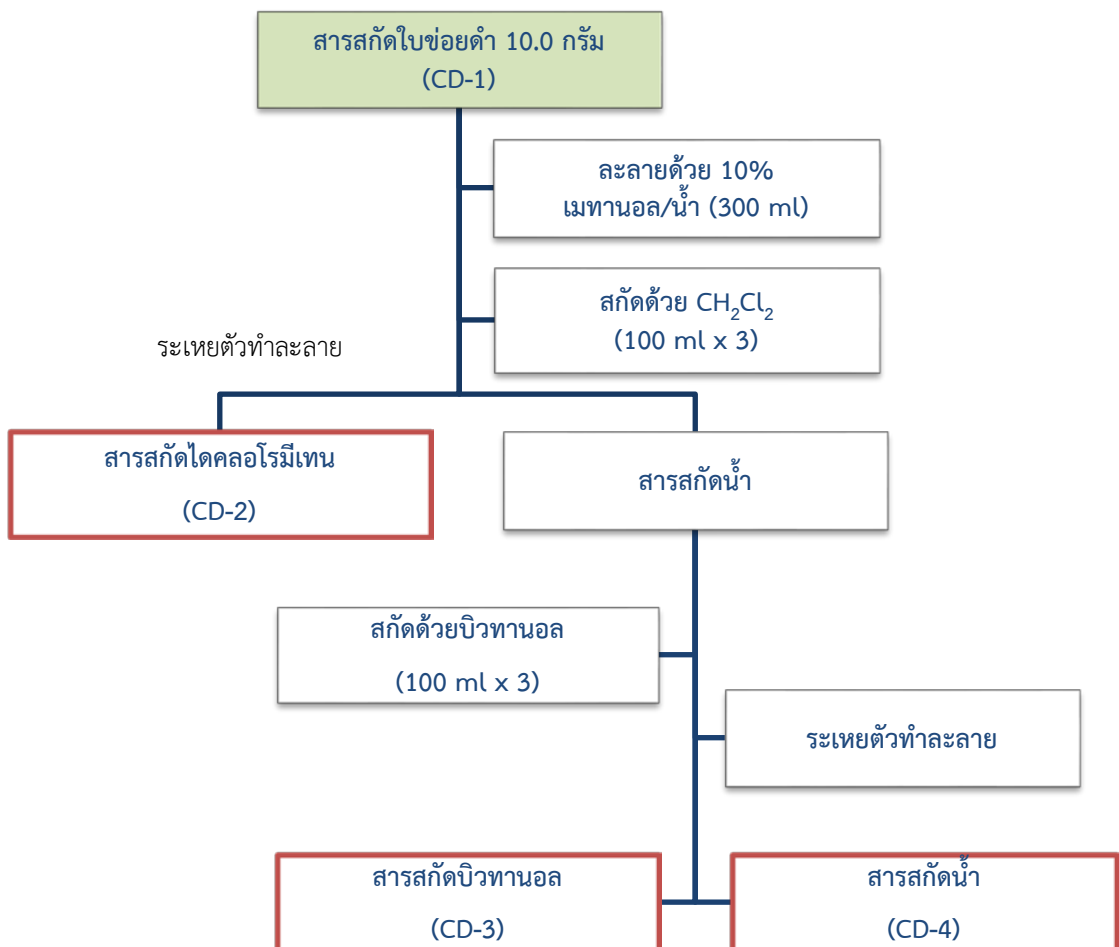 สารสกัดใบข่อยดำ 10.0 กรัม
(CD-1)
ละลายด้วย 10%
เมทานอล/น้ำ (300 ml)
สกัดด้วย CH₂Cl₂
(100 ml x 3)
ระเหยตัวทำละลาย
สารสกัดไดคลอโรมีเทน
(CD-2)
สารสกัดน้ำ
สกัดด้วยบิวทานอล
(100 ml x 3)
ระเหยตัวทำละลาย
สารสกัดบิวทานอล
(CD-3)
สารสกัดน้ำ
(CD-4)